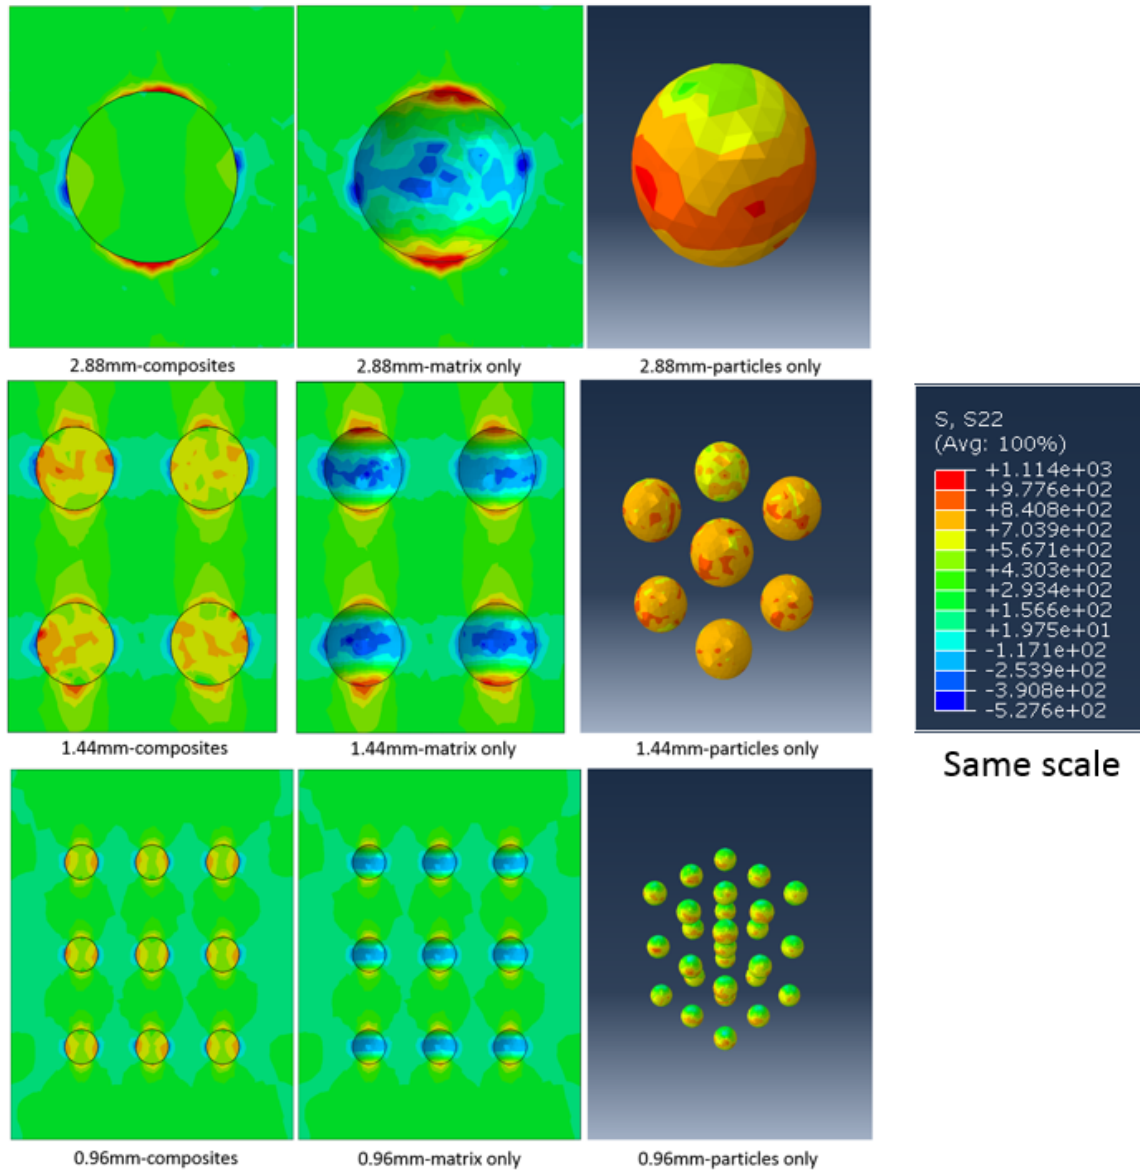 2.88mm-composites
2.88mm-matrix only
2.88mm-particles only
1.44mm-composites
1.44mm-matrix only
1.44mm-particles only
S, S22
(Avg: 100%)
+1.114e+03
+9.776e+02
+8.408e+02
+7.039e+02
+5.671e+02
+4.303e+02
+2.934e+02
+1.566e+02
+1.975e+01
-1.171e+02
-2.539e+02
-3.908e+02
-5.276e+02
Same scale
0.96mm-composites
0.96mm-matrix only
0.96mm-particles only